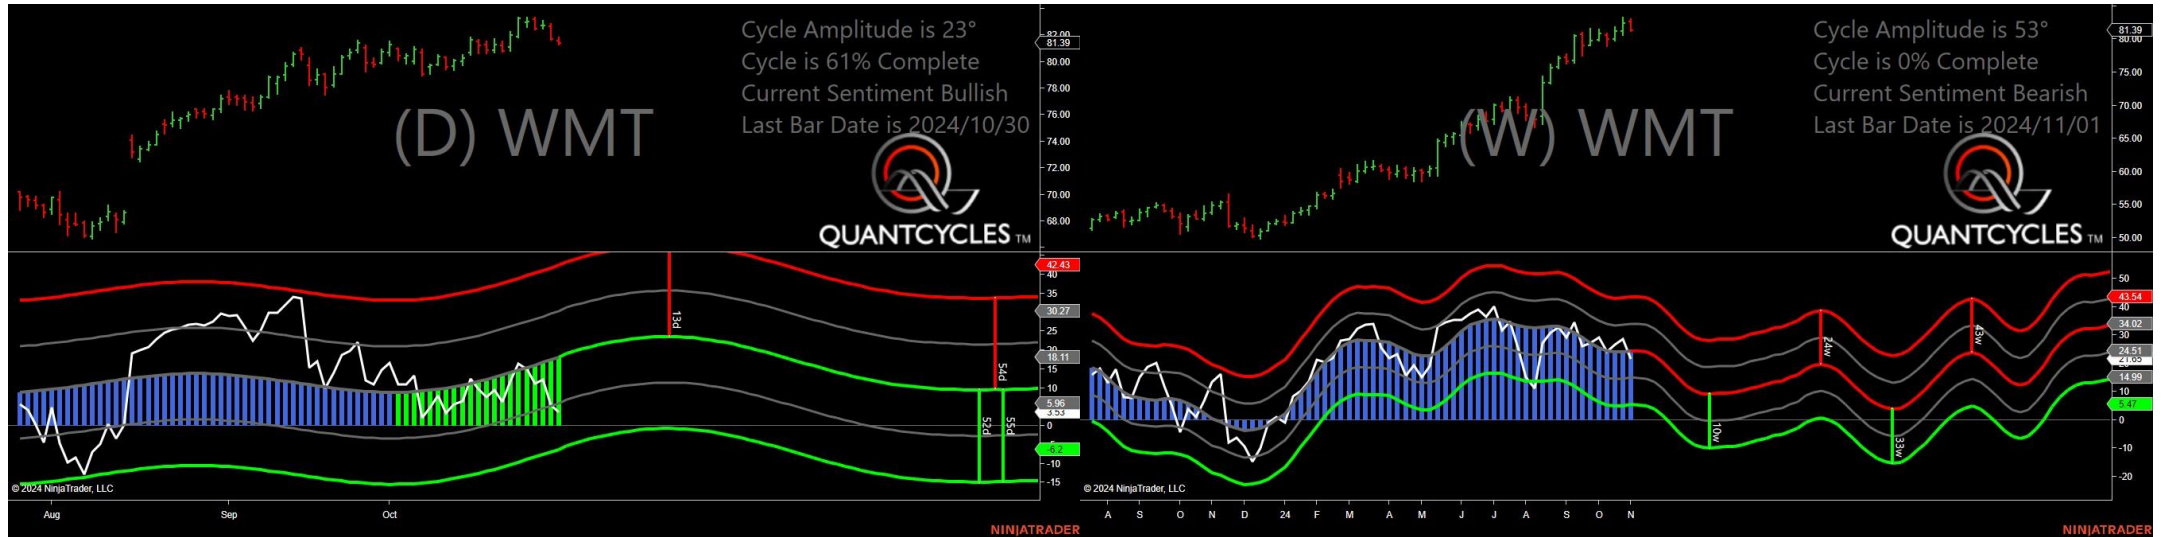 Cycle Amplitude is 23°
Cycle is 61% Complete
Current Sentiment Bullish
Last Bar Date is 2024/10/30
(D) WMT
QUANTCYCLES TM
82.00
81.39
80.00
78.00
76.00
74.00
72.00
70.00
68.00
42.43
40
35
30.27
25
20
18.11
15
10
5.96
3.53
0
-6.2
-10
-15
13d
54d
52d
55d
© 2024 NinjaTrader, LLC
Aug Sep Oct
NINJATRADER
Cycle Amplitude is 53°
Cycle is 0% Complete
Current Sentiment Bearish
Last Bar Date is 2024/11/01
(W) WMT
QUANTCYCLES TM
81.39
80.00
75.00
70.00
65.00
60.00
55.00
50.00
50
43.54
40
34.02
30
24.51
21.65
14.99
5.47
0
-10
-20
10w
24w
33w
43w
© 2024 NinjaTrader, LLC
A S O N D 24 F M A M J J A S O N
NINJATRADER